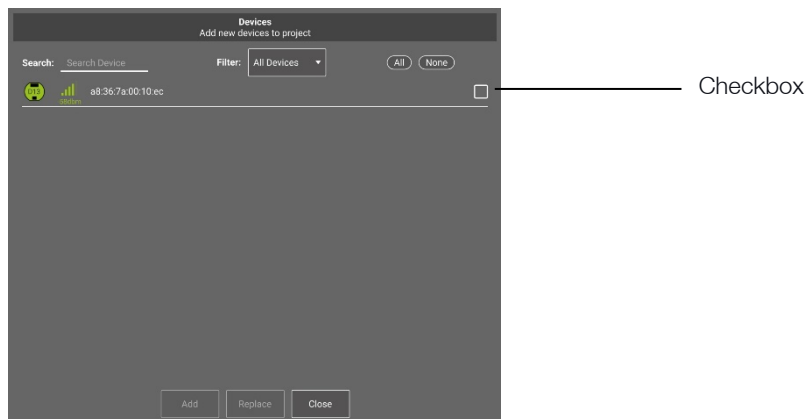 Devices
Add new devices to project
Search: Search Device Filter: All Devices All None
D13 a8:36:7a:00:10:ec
Checkbox
Add Replace Close